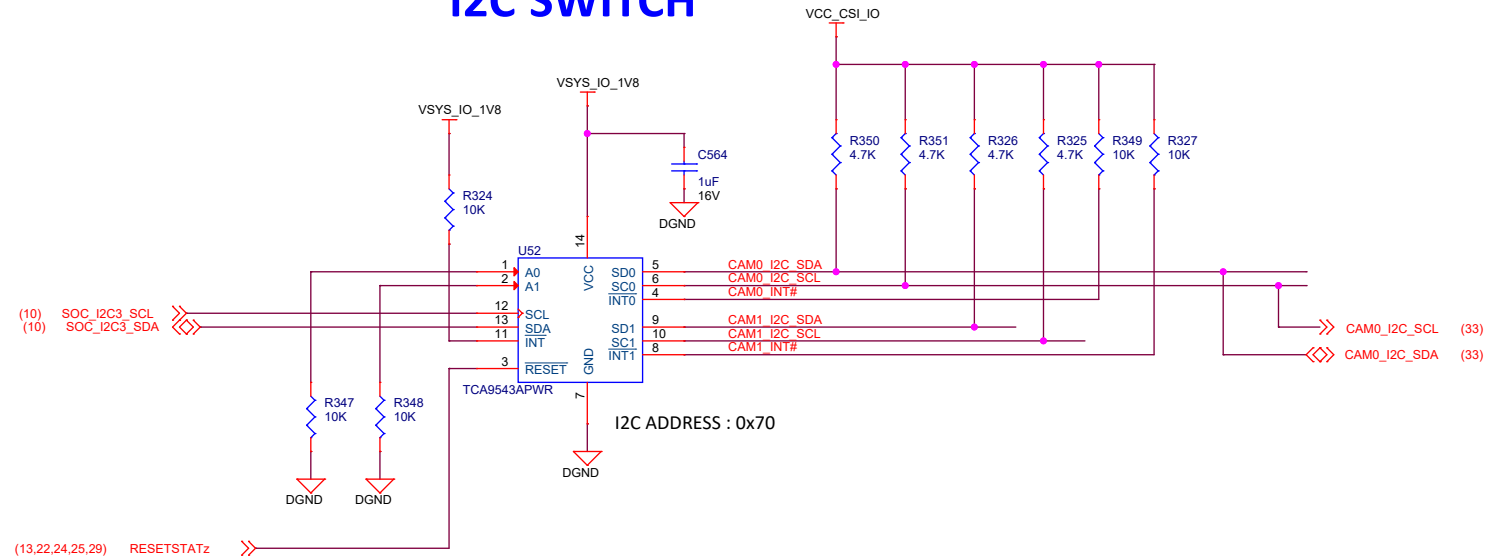 I2C SWITCH
VCC_CSI_IO
VSYS_IO_1V8
VSYS_IO_1V8
R350
4.7K
R351
4.7K
R326
4.7K
R325
4.7K
R349
10K
R327
10K
C564
1uF
16V
DGND
R324
10K
U52
14
VCC
1
A0
2
A1
12
SCL
13
SDA
11
INT
3
RESET
GND
7
SD0
5
CAM0_I2C_SDA
SC0
6
CAM0_I2C_SCL
INT0
4
CAM0_INT#
SD1
9
CAM1_I2C_SDA
SC1
10
CAM1_I2C_SCL
INT1
8
CAM1_INT#
(10) SOC_I2C3_SCL
(10) SOC_I2C3_SDA
CAM0_I2C_SCL (33)
CAM0_I2C_SDA (33)
TCA9543APWR
I2C ADDRESS : 0x70
R347
10K
R348
10K
DGND
DGND
DGND
(13,22,24,25,29) RESETSTATz